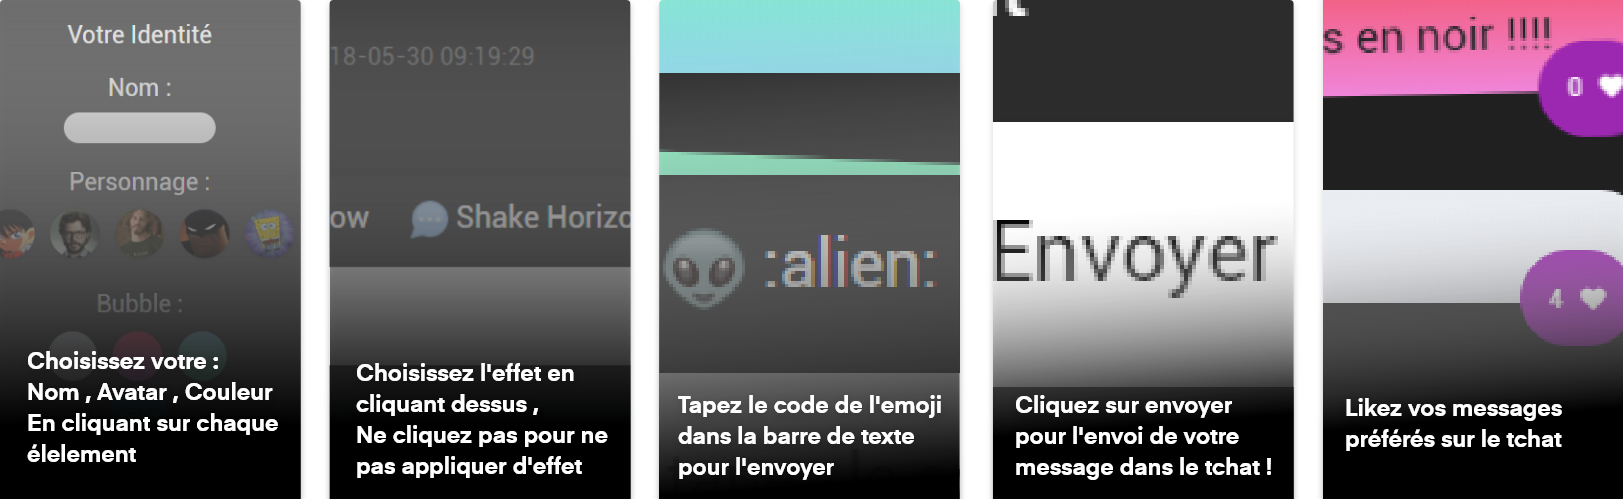 Votre Identité
Nom :
Personnage :
Bubble :
Choisissez votre :
Nom , Avatar , Couleur
En cliquant sur chaque
élelement
18-05-30 09:19:29
ow 💬 Shake Horizo
Choisissez l'effet en
cliquant dessus ,
Ne cliquez pas pour ne
pas appliquer d'effet
👽 :alien:
Tapez le code de l'emoji
dans la barre de texte
pour l'envoyer
Envoyer
Cliquez sur envoyer
pour l'envoi de votre
message dans le tchat !
s en noir !!!!
0 ♥
4 ♥
Likez vos messages
préférés sur le tchat